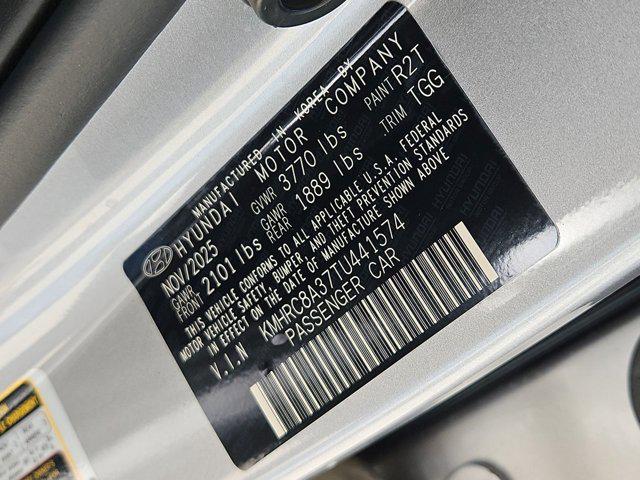 MANUFACTURED IN KOREA BY
HYUNDAI MOTOR COMPANY
NOV/2025 GVWR 3770 lbs PAINT R2T
GAWR FRONT 2101 lbs GAWR REAR 1889 lbs TRIM TGG
THIS VEHICLE CONFORMS TO ALL APPLICABLE U.S.A. FEDERAL
MOTOR VEHICLE SAFETY, BUMPER AND THEFT PREVENTION STANDARDS
IN EFFECT ON THE DATE OF MANUFACTURE SHOWN ABOVE.
V.I.N KMHRC8A37TU441574
PASSENGER CAR